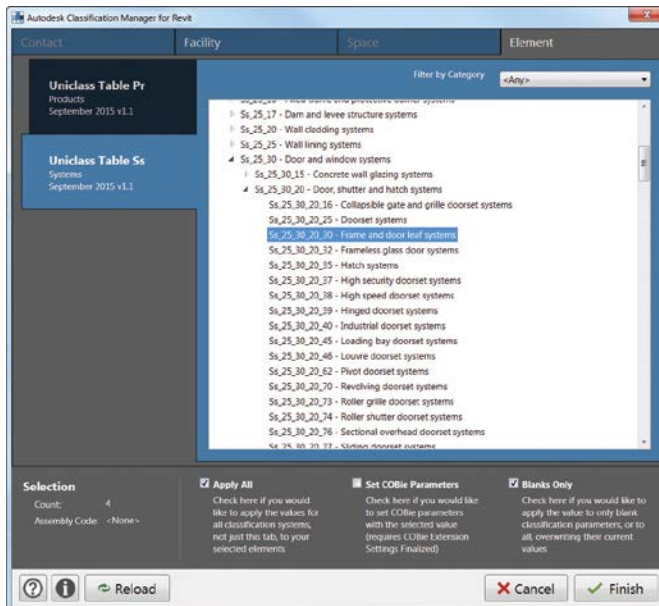 Autodesk Classification Manager for Revit
Contact
Facility
Space
Element
Uniclass Table Pr
Products
September 2015 v1.1
Uniclass Table Ss
Systems
September 2015 v1.1
Filter by Category
<Any>
Ss_25_17 - Dam and levee structure systems
Ss_25_20 - Wall cladding systems
Ss_25_25 - Wall lining systems
Ss_25_30 - Door and window systems
Ss_25_30_15 - Concrete wall glazing systems
Ss_25_30_20 - Door, shutter and hatch systems
Ss_25_30_20_16 - Collapsible gate and grille doorset systems
Ss_25_30_20_25 - Doorset systems
Ss_25_30_20_30 - Frame and door leaf systems
Ss_25_30_20_32 - Frameless glass door systems
Ss_25_30_20_35 - Hatch systems
Ss_25_30_20_37 - High security doorset systems
Ss_25_30_20_38 - High speed doorset systems
Ss_25_30_20_39 - Hinged doorset systems
Ss_25_30_20_40 - Industrial doorset systems
Ss_25_30_20_45 - Loading bay doorset systems
Ss_25_30_20_46 - Louvre doorset systems
Ss_25_30_20_62 - Pivot doorset systems
Ss_25_30_20_70 - Revolving doorset systems
Ss_25_30_20_73 - Roller grille doorset systems
Ss_25_30_20_74 - Roller shutter doorset systems
Ss_25_30_20_76 - Sectional overhead doorset systems
Ss_25_30_20_77 - Sliding doorset systems
Selection
Count: 4
Assembly Code: <None>
Apply All
Check here if you would
like to apply the values for
all classification systems,
not just this tab, to your
selected elements
Set COBie Parameters
Check here if you would like
to set COBie parameters
with the selected value
(requires COBie Extension
Settings Finalized)
Blanks Only
Check here if you would like to
apply the value to only blank
classification parameters, or to
all, overwriting their current
values
Reload
Cancel
Finish